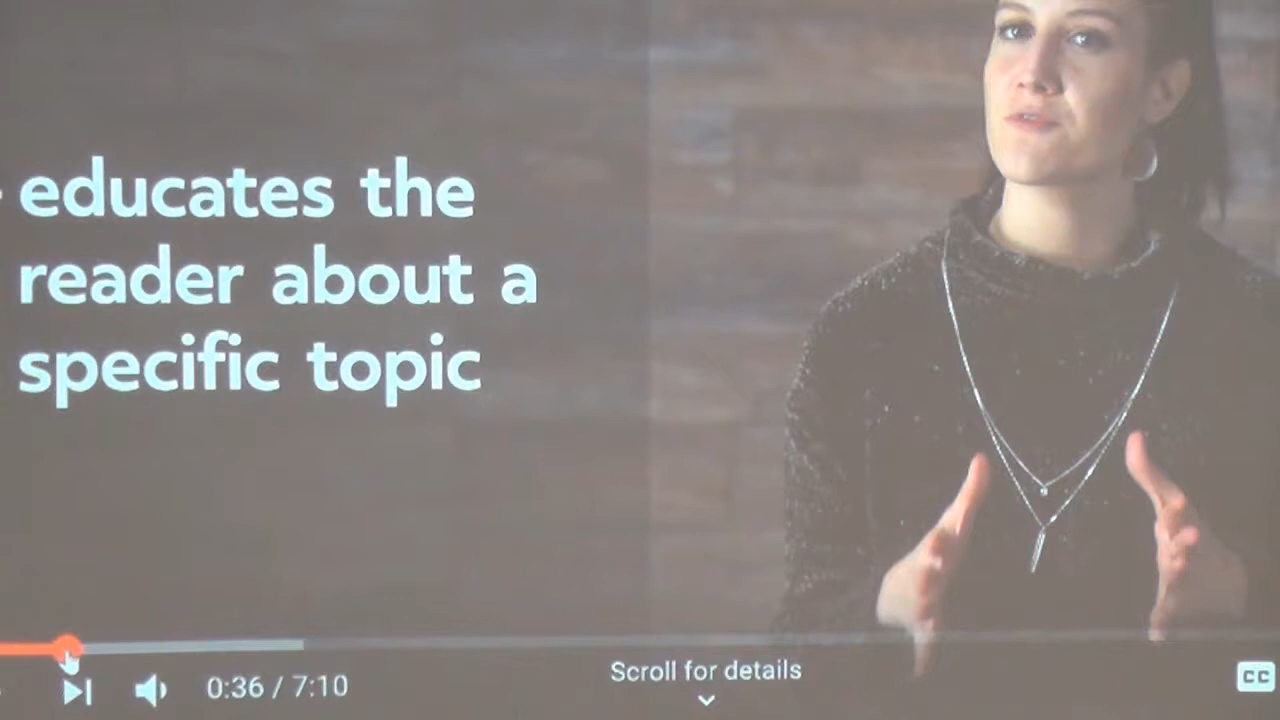 educates the
reader about a
specific topic
0:36 / 7:10
Scroll for details
CC